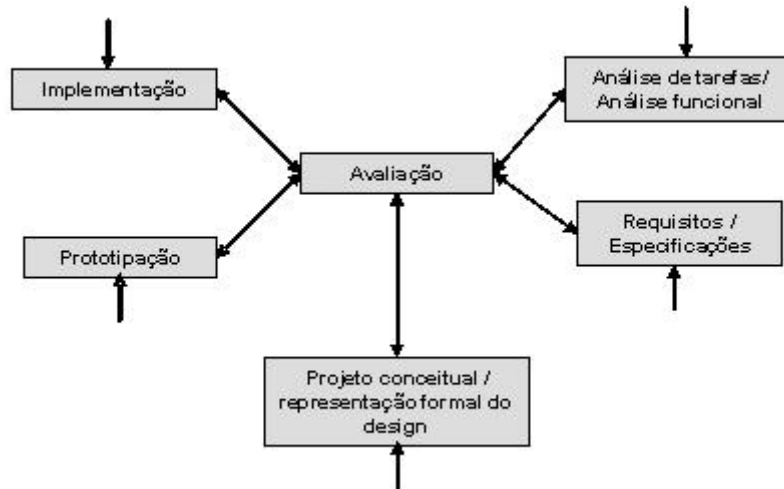 Implementação
Análise de tarefas/
Análise funcional
Avaliação
Prototipação
Requisitos /
Especificações
Projeto conceitual /
representação formal do
design